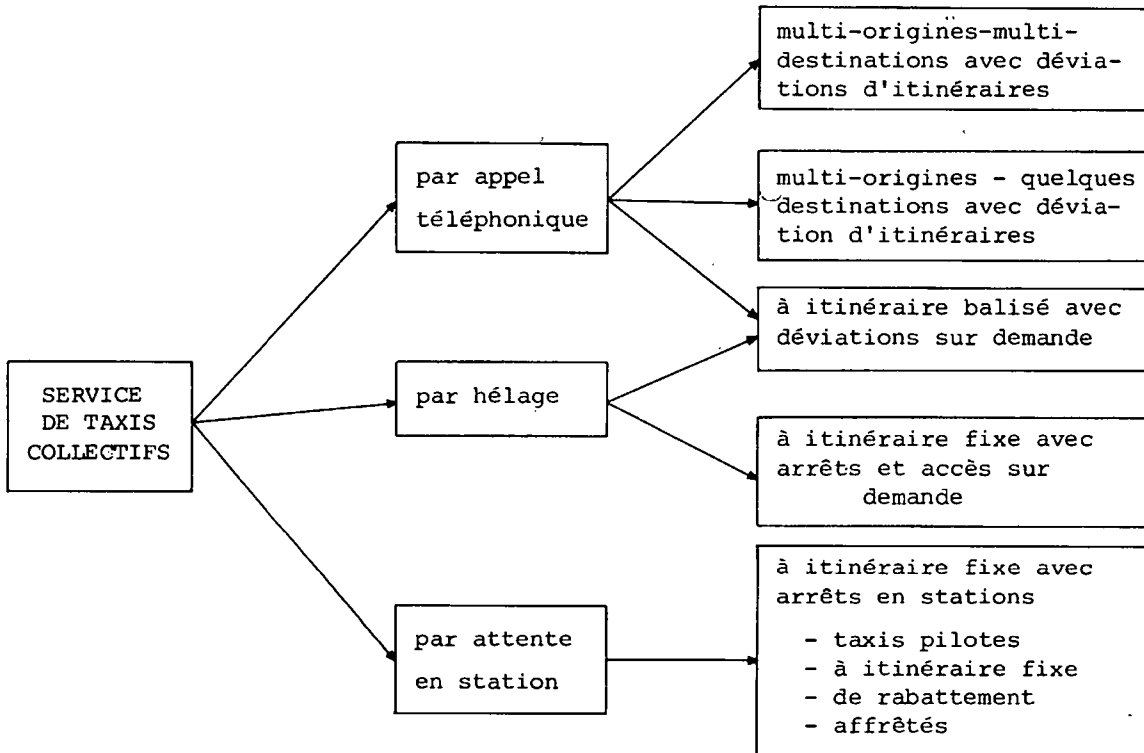 multi-origines-multi-
destinations avec dévia-
tions d'itinéraires
par appel
téléphonique
multi-origines - quelques
destinations avec dévia-
tion d'itinéraires
à itinéraire balisé avec
déviations sur demande
SERVICE
DE TAXIS
COLLECTIFS
par hélage
à itinéraire fixe avec
arrêts et accès sur
demande
à itinéraire fixe avec
arrêts en stations
- taxis pilotes
- à itinéraire fixe
- de rabattement
- affrêtés
par attente
en station